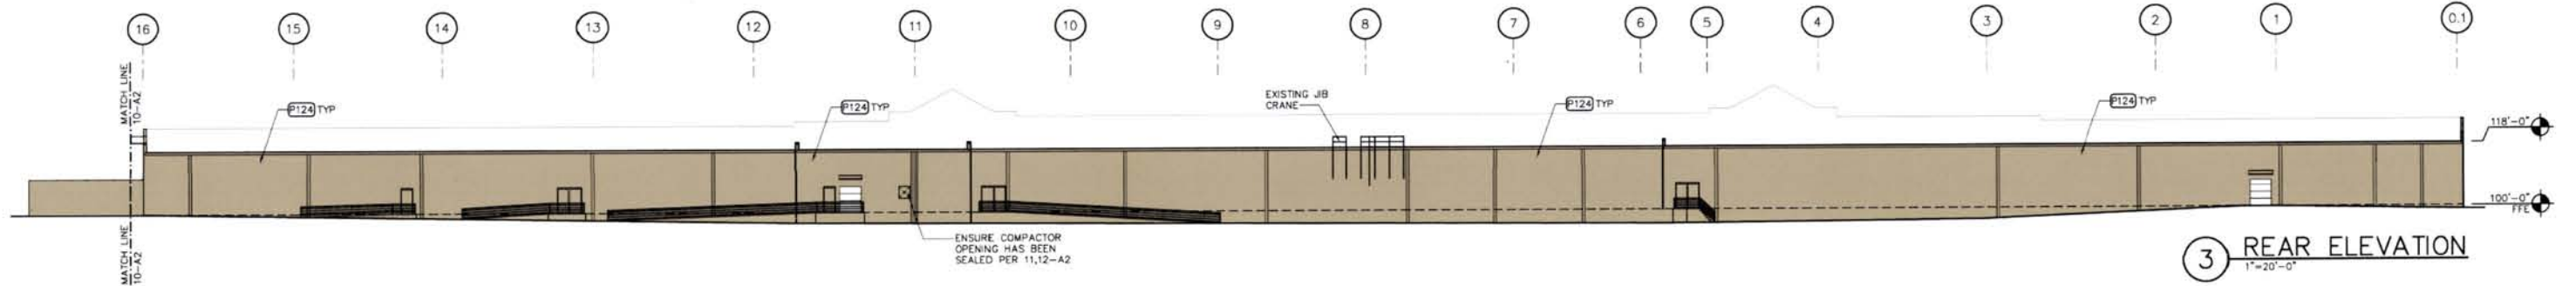 16
15
14
13
12
11
10
9
8
7
6
5
4
3
2
1
0.1
MATCH LINE
10-A2
P124 TYP
P124 TYP
EXISTING JIB
CRANE
P124 TYP
P124 TYP
118'-0"
100'-0"
FFE
MATCH LINE
10-A2
ENSURE COMPACTOR
OPENING HAS BEEN
SEALED PER 11,12-A2
3 REAR ELEVATION
1"=20'-0"